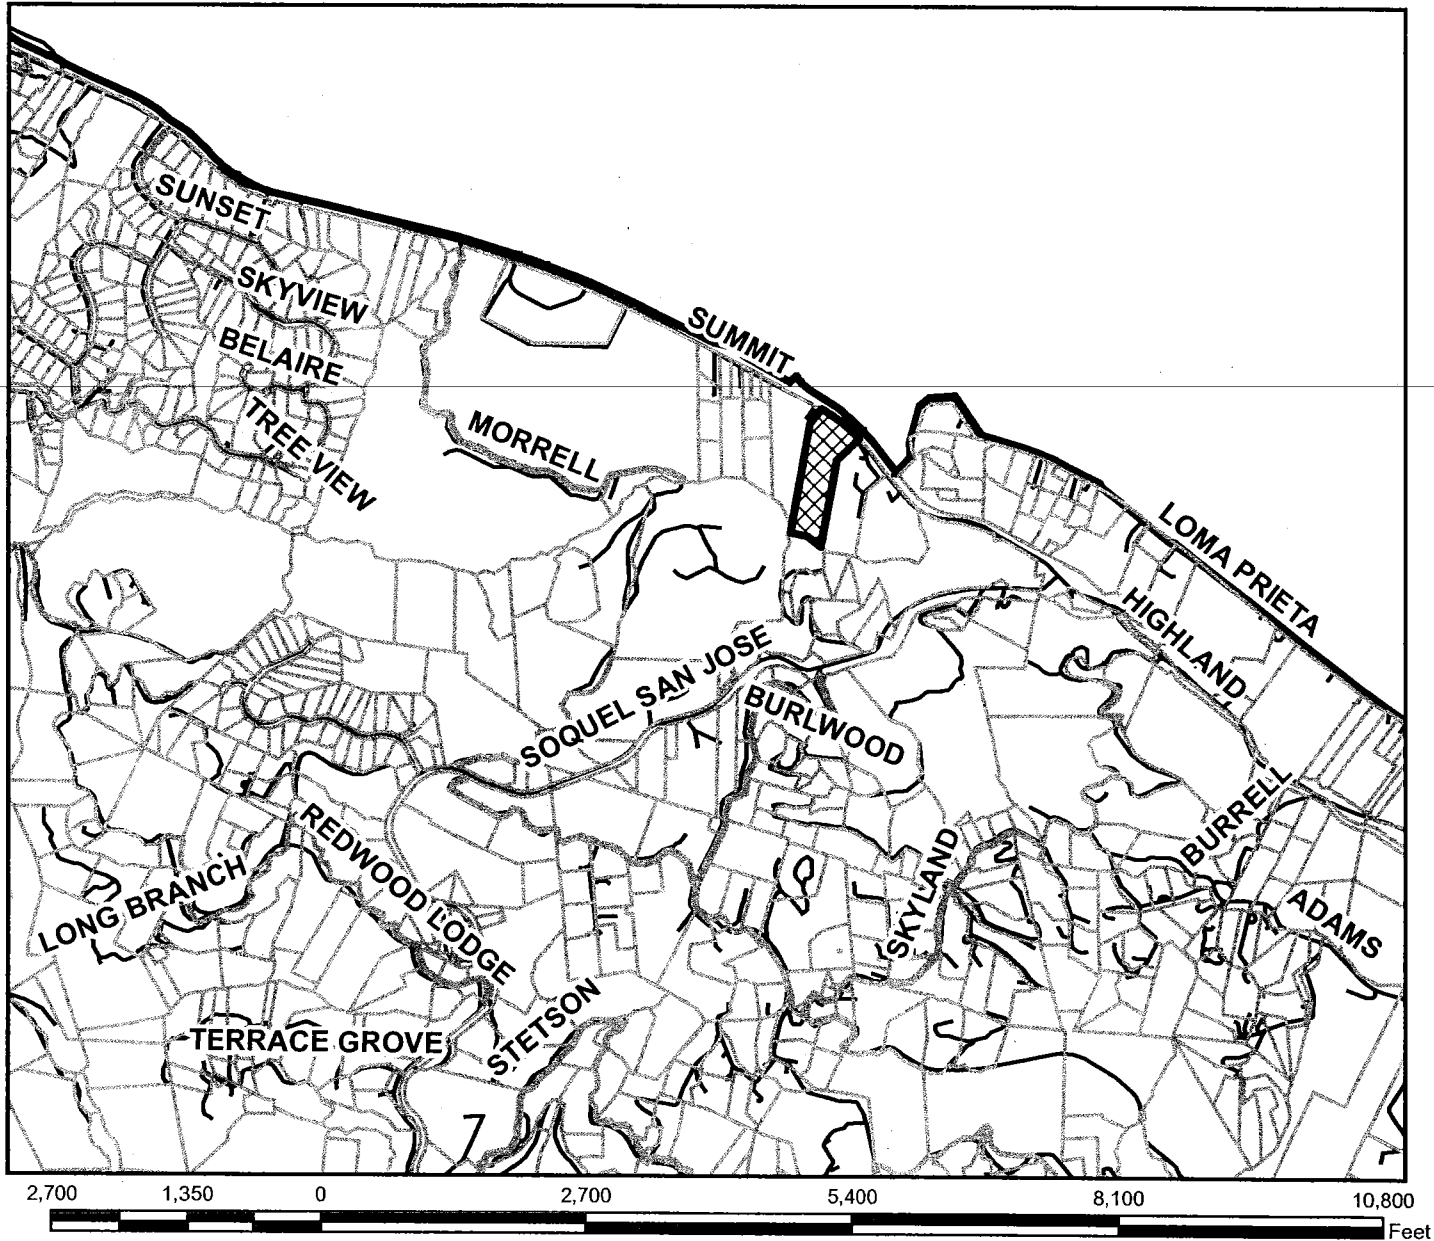 SUNSET
SKYVIEW
BELAIRE
TREE VIEW
SUMMIT
MORRELL
LOMA PRIETA
HIGHLAND
SOQUEL SAN JOSE
BURLWOOD
BURRELL
REDWOOD LODGE
LONG BRANCH
SKYLAND
ADAMS
STETSON
TERRACE GROVE
2,700 1,350 0 2,700 5,400 8,100 10,800
Feet